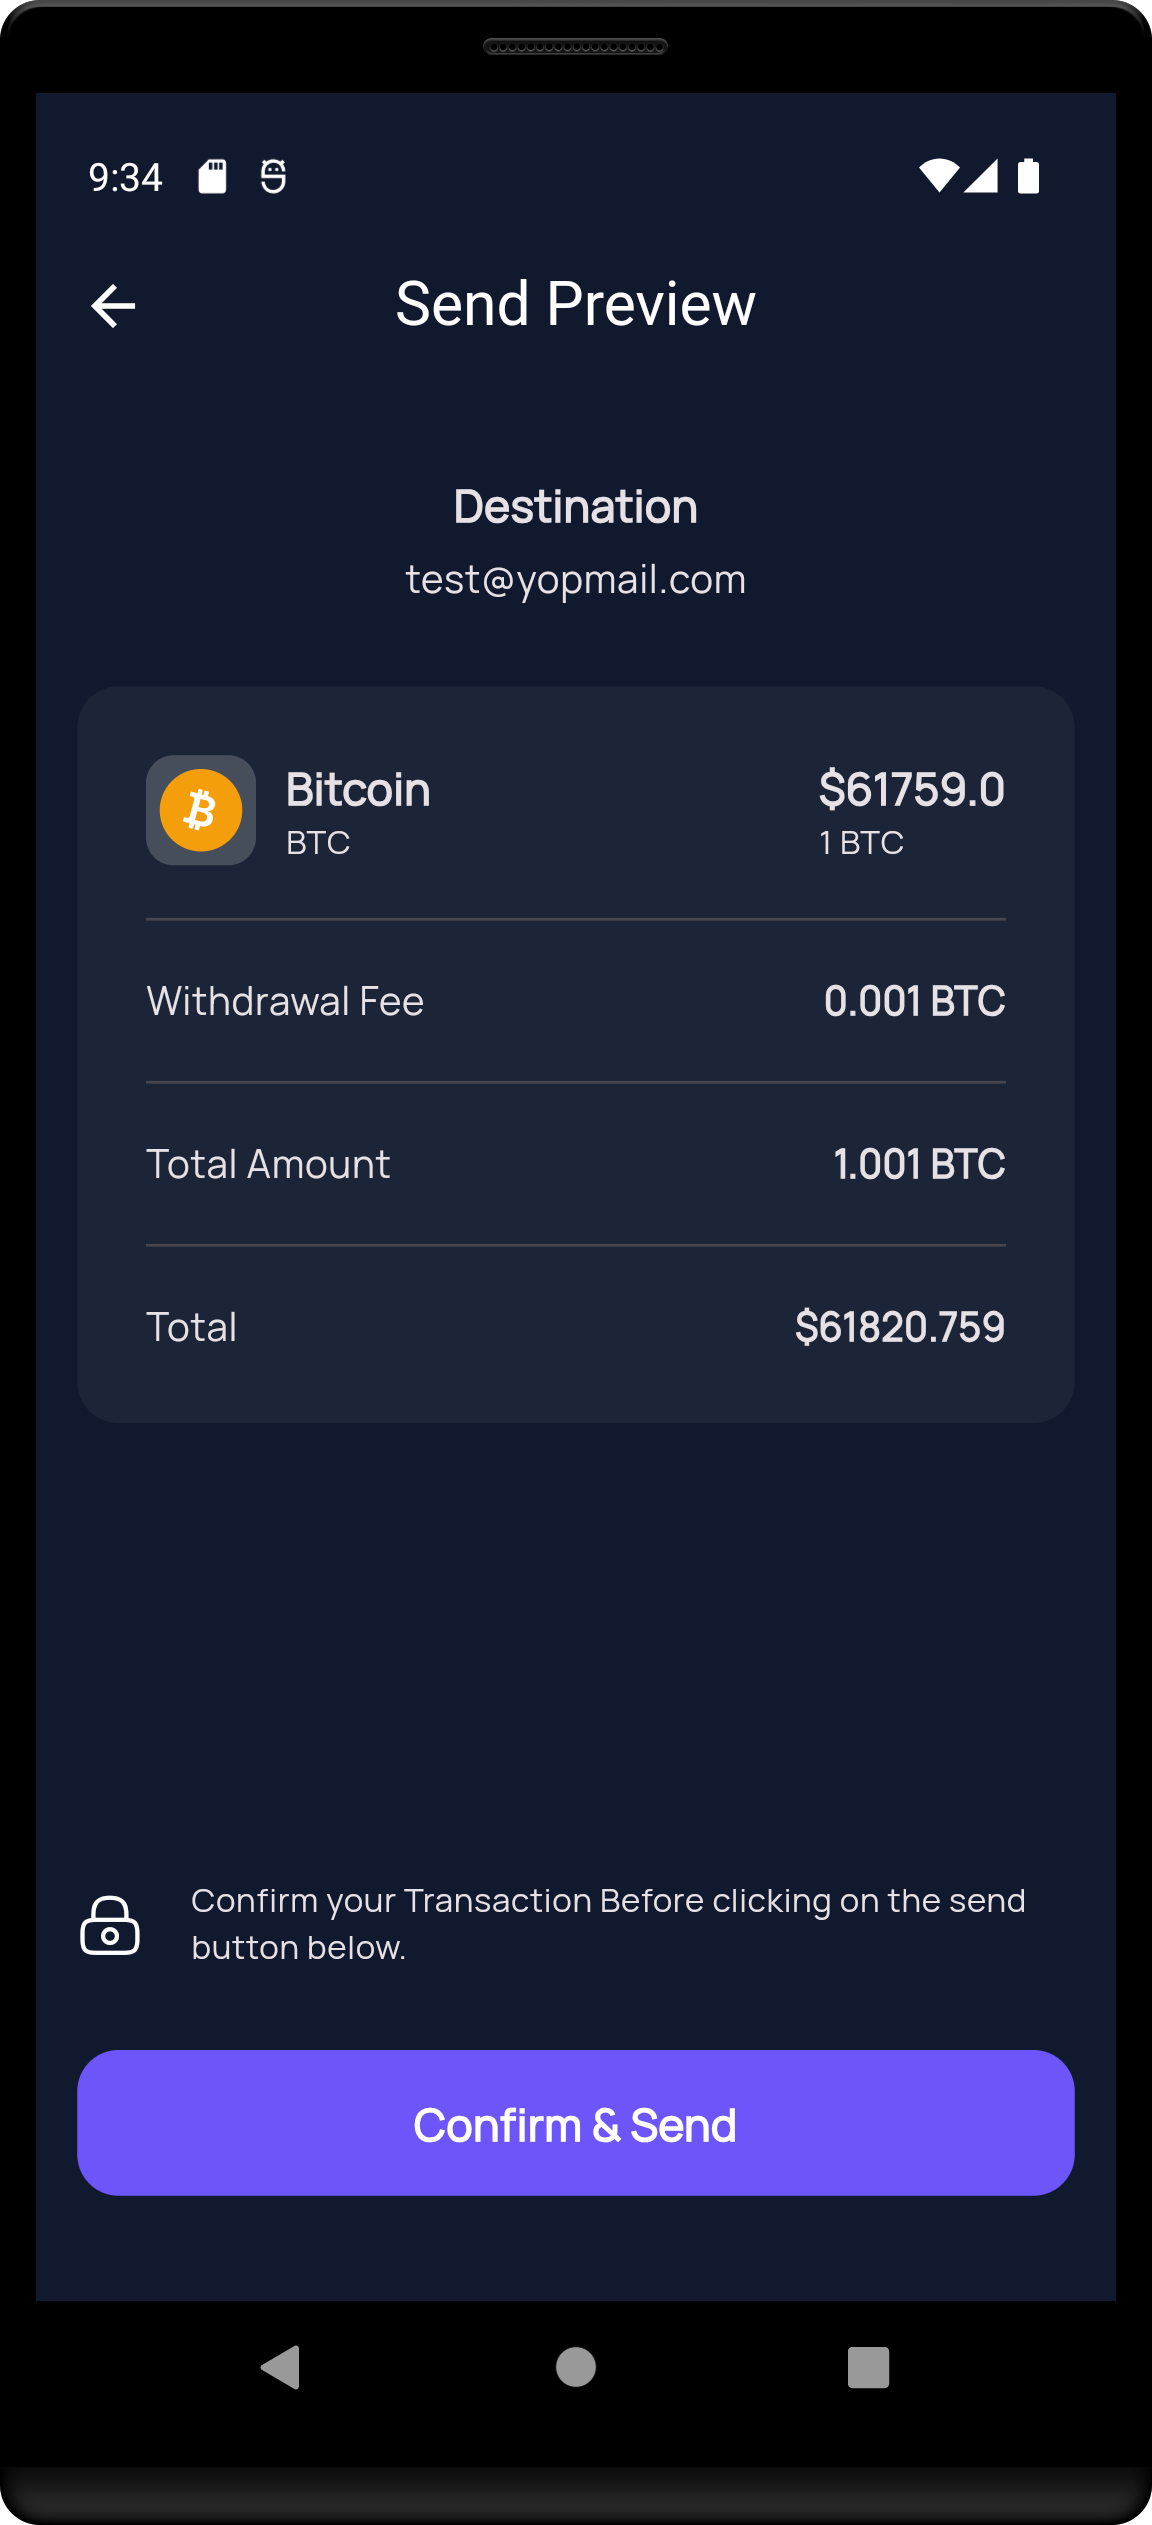 9:34
Send Preview
Destination
test@yopmail.com
Bitcoin
$61759.0
BTC
1 BTC
Withdrawal Fee
0.001 BTC
Total Amount
1.001 BTC
Total
$61820.759
Confirm your Transaction Before clicking on the send
button below.
Confirm & Send